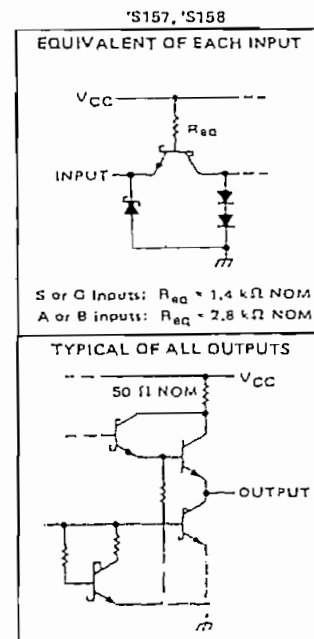 'S157, 'S158
EQUIVALENT OF EACH INPUT
VCC
Req
INPUT
S or G Inputs: Req = 1.4 kΩ NOM
A or B inputs: Req = 2.8 kΩ NOM
TYPICAL OF ALL OUTPUTS
VCC
50 Ω NOM
OUTPUT